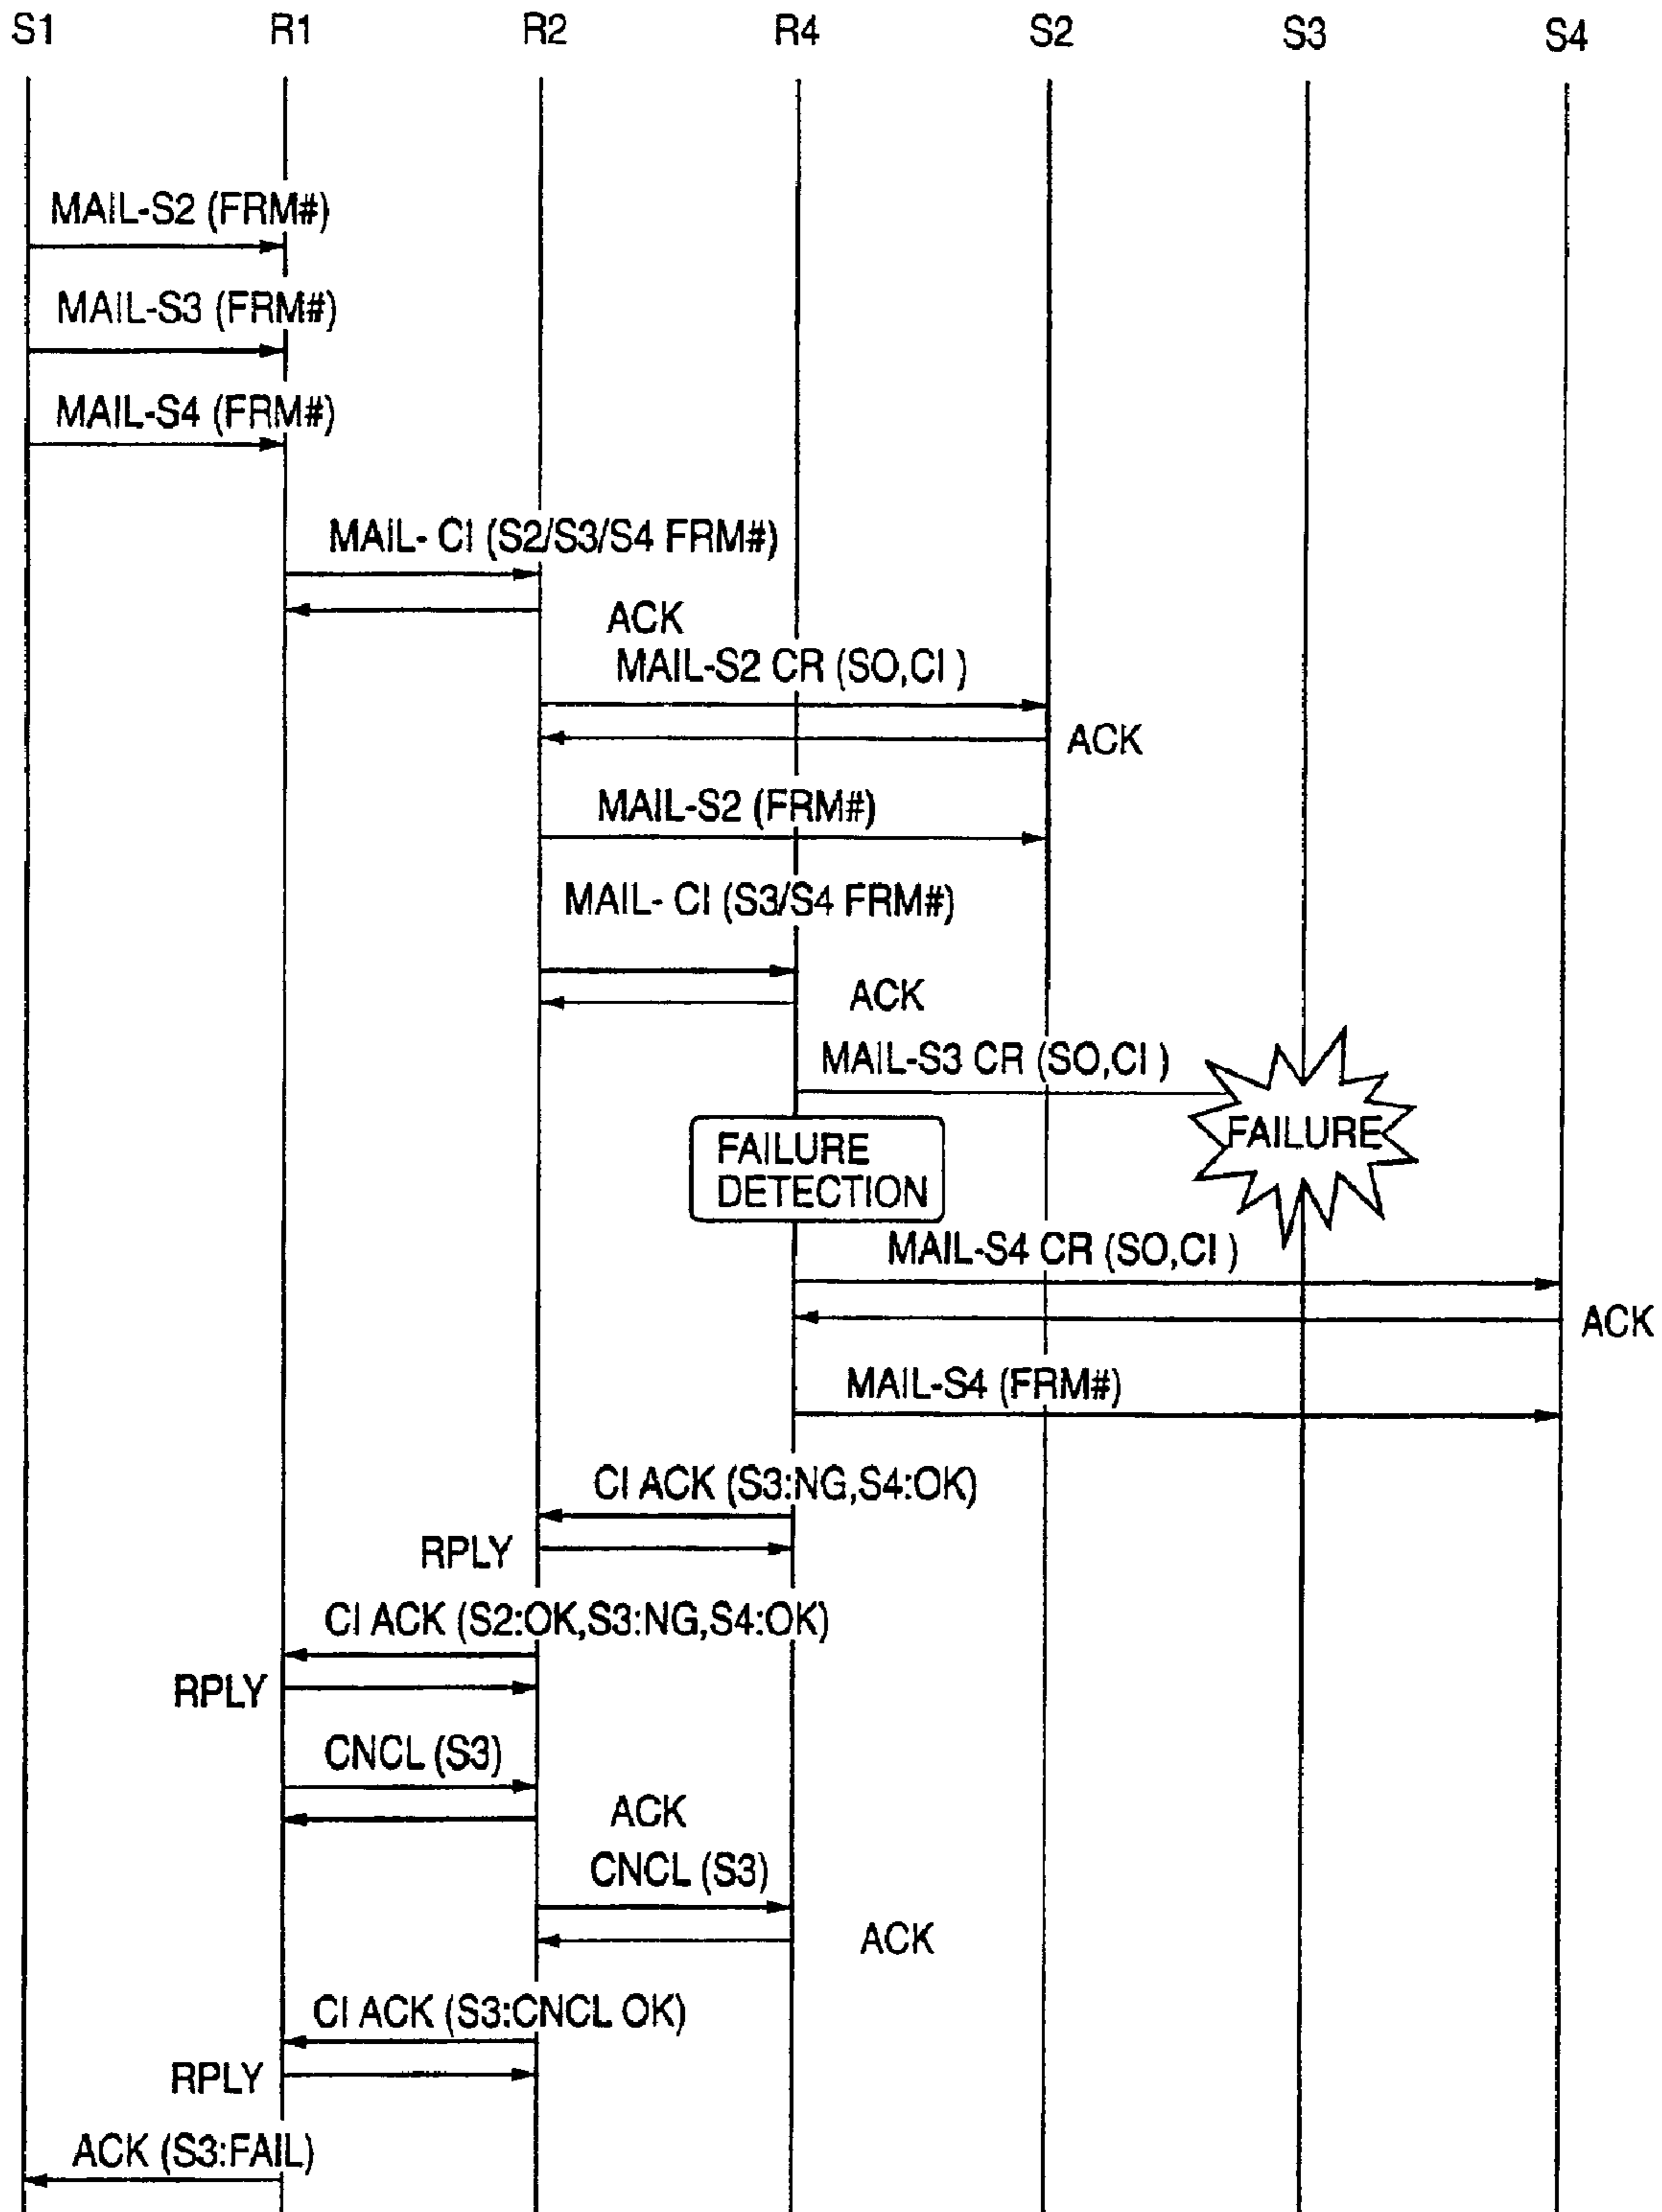 S1 R1 R2 R4 S2 S3 S4
MAIL-S2 (FRM#)
MAIL-S3 (FRM#)
MAIL-S4 (FRM#)
MAIL- CI (S2/S3/S4 FRM#)
ACK
MAIL-S2 CR (SO,CI )
ACK
MAIL-S2 (FRM#)
MAIL- CI (S3/S4 FRM#)
ACK
MAIL-S3 CR (SO,CI )
FAILURE
FAILURE
DETECTION
MAIL-S4 CR (SO,CI )
ACK
MAIL-S4 (FRM#)
CI ACK (S3:NG,S4:OK)
RPLY
CI ACK (S2:OK,S3:NG,S4:OK)
RPLY
CNCL (S3)
ACK
CNCL (S3)
ACK
CI ACK (S3:CNCL OK)
RPLY
ACK (S3:FAIL)